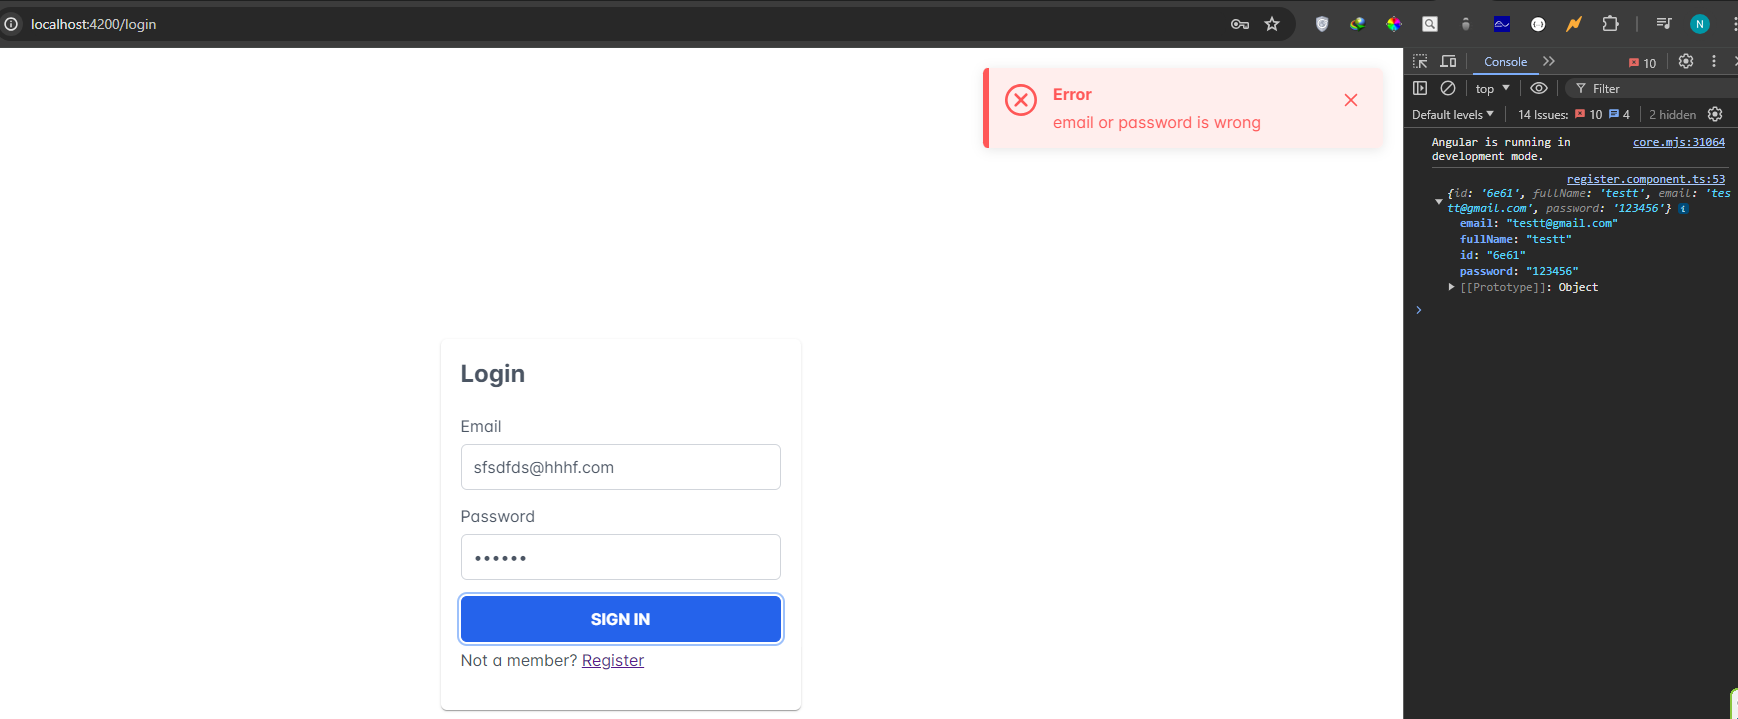 localhost:4200/login
N
Error
email or password is wrong
Login
Email
sfsdfds@hhhf.com
Password
••••••
SIGN IN
Not a member? Register
Console
10
top
Filter
Default levels
14 Issues: 10 4
2 hidden
Angular is running in core.mjs:31064
development mode.
register.component.ts:53
{id: '6e61', fullName: 'testt', email: 'tes
tt@gmail.com', password: '123456'} i
email: "testt@gmail.com"
fullName: "testt"
id: "6e61"
password: "123456"
[[Prototype]]: Object